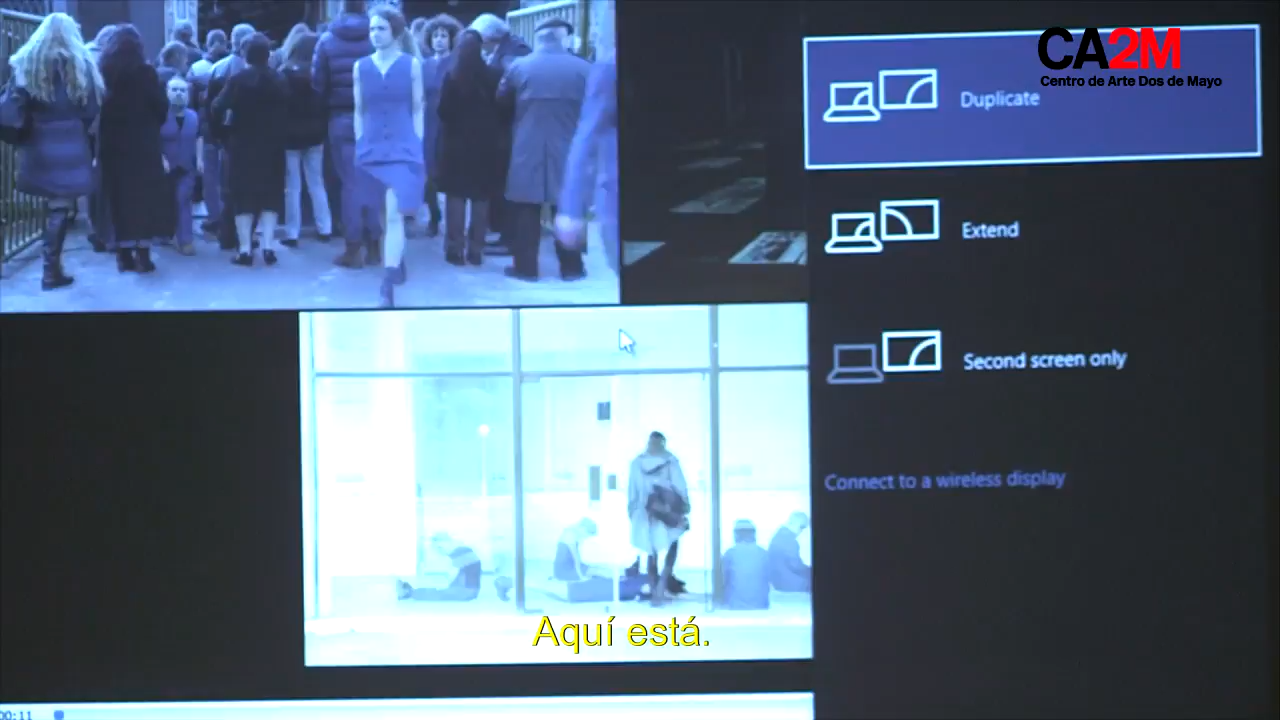 CA2M
Centro de Arte Dos de Mayo
Duplicate
Extend
Second screen only
Connect to a wireless display
Aquí está.
00:11